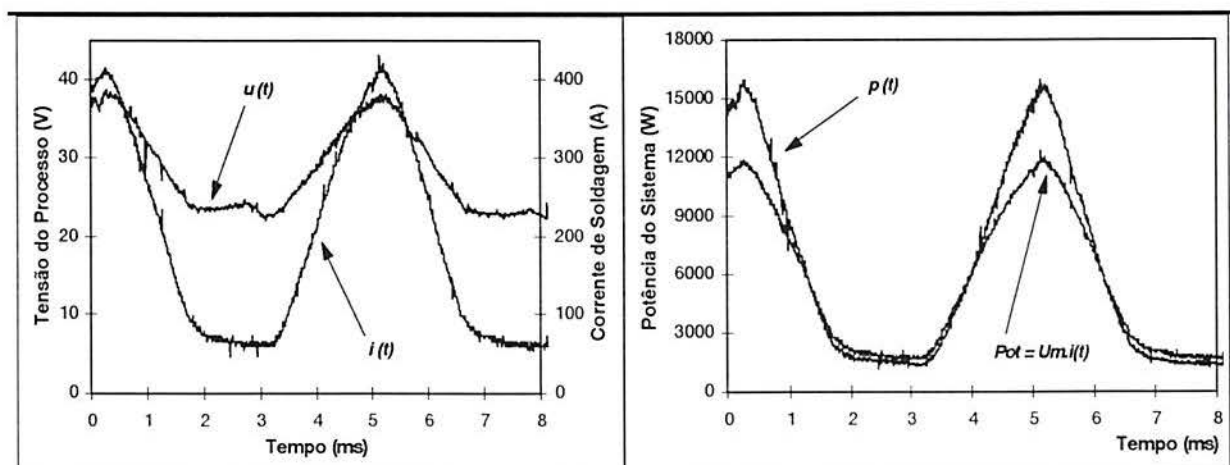 Tensão do Processo (V)
40
30
20
10
0
u (t)
i (t)
400
300
200
100
0
Corrente de Soldagem (A)
0 1 2 3 4 5 6 7 8
Tempo (ms)
Potência do Sistema (W)
18000
15000
12000
9000
6000
3000
0
p (t)
Pot = Um.i(t)
0 1 2 3 4 5 6 7 8
Tempo (ms)